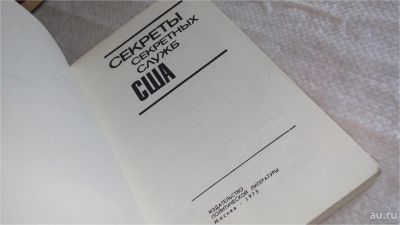 СЕКРЕТЫ
СЕКРЕТНЫХ
СЛУЖБ
США
ИЗДАТЕЛЬСТВО
ПОЛИТИЧЕСКОЙ ЛИТЕРАТУРЫ
Москва · 1973
au.ru